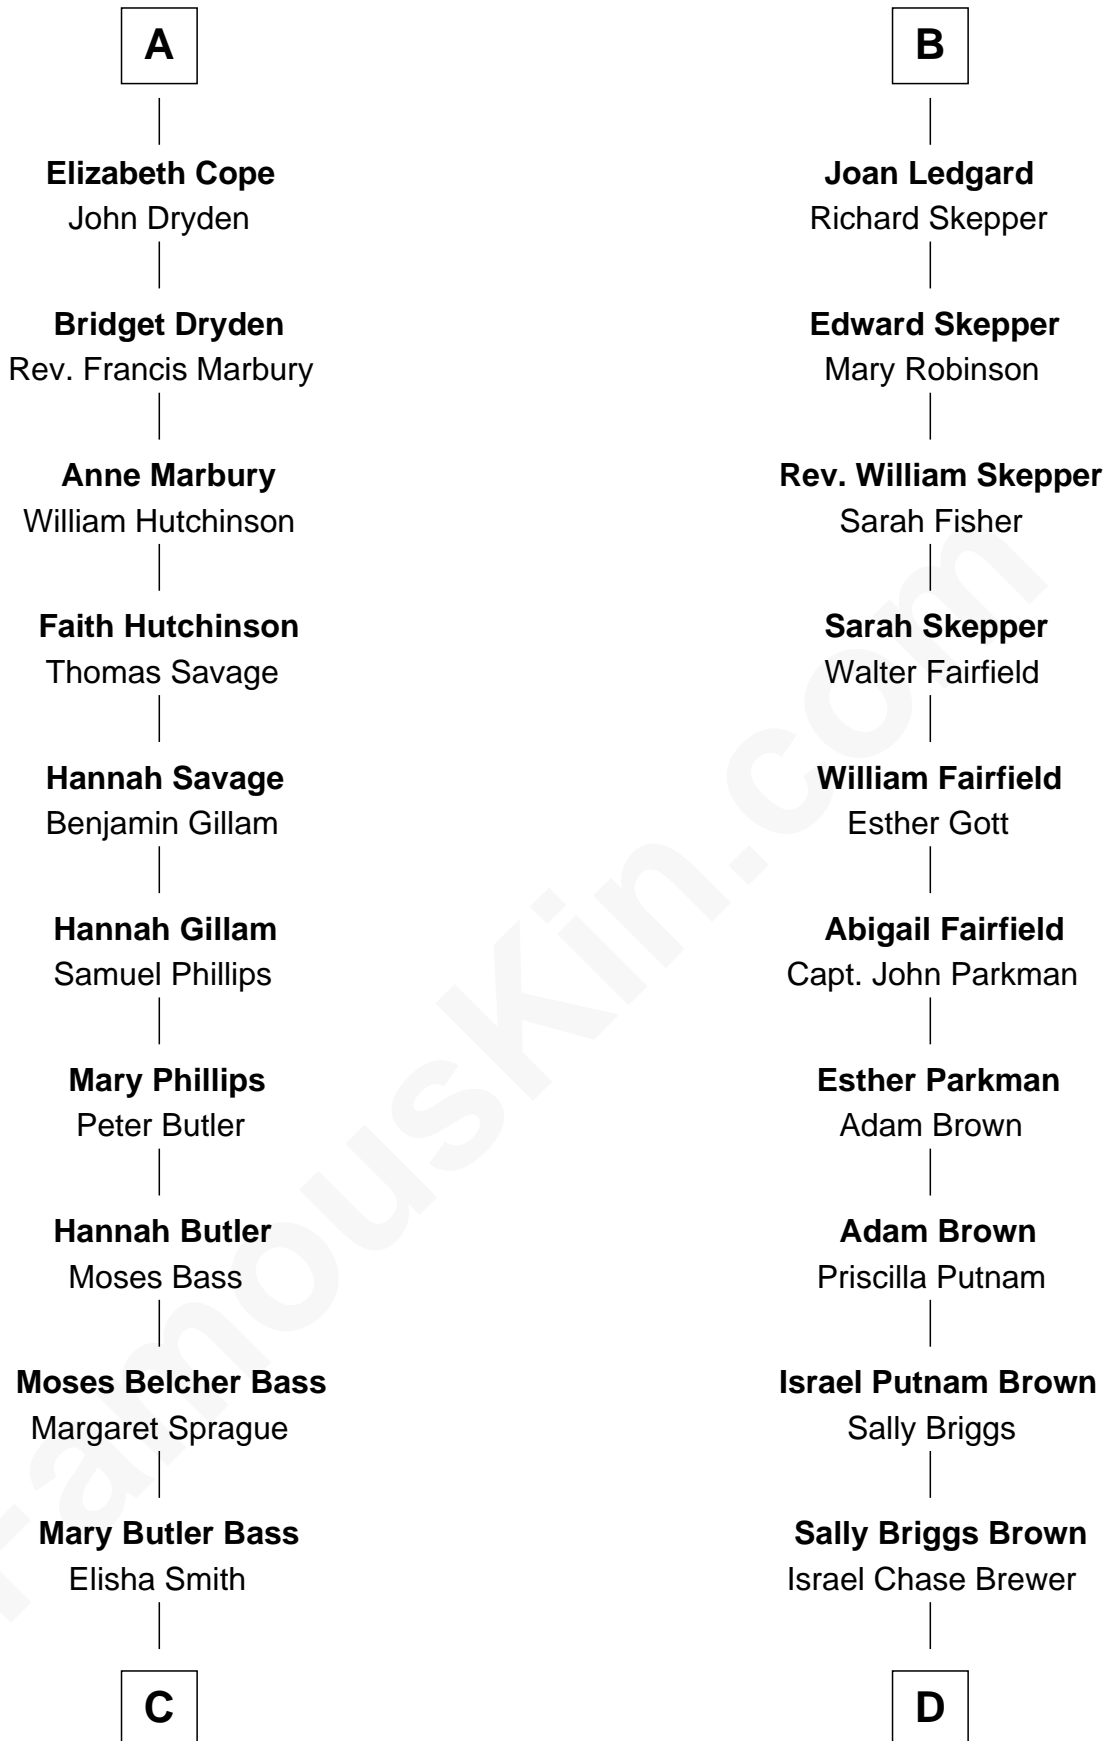 A
Elizabeth Cope
John Dryden
Bridget Dryden
Rev. Francis Marbury
Anne Marbury
William Hutchinson
Faith Hutchinson
Thomas Savage
Hannah Savage
Benjamin Gillam
Hannah Gillam
Samuel Phillips
Mary Phillips
Peter Butler
Hannah Butler
Moses Bass
Moses Belcher Bass
Margaret Sprague
Mary Butler Bass
Elisha Smith
C
B
Joan Ledgard
Richard Skepper
Edward Skepper
Mary Robinson
Rev. William Skepper
Sarah Fisher
Sarah Skepper
Walter Fairfield
William Fairfield
Esther Gott
Abigail Fairfield
Capt. John Parkman
Esther Parkman
Adam Brown
Adam Brown
Priscilla Putnam
Israel Putnam Brown
Sally Briggs
Sally Briggs Brown
Israel Chase Brewer
D
FamousKin.com